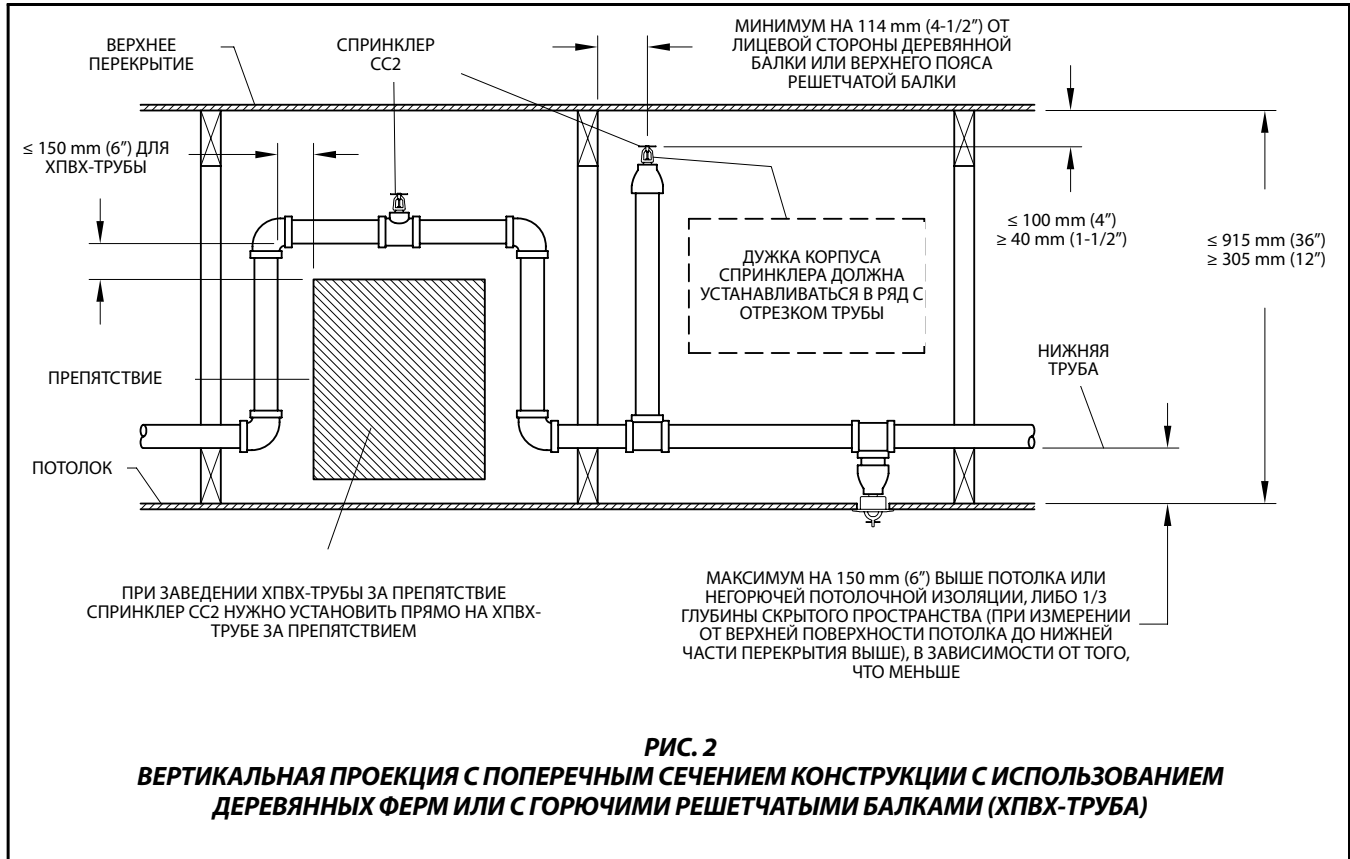 ВЕРХНЕЕ
ПЕРЕКРЫТИЕ
СПРИНКЛЕР
CC2
МИНИМУМ НА 114 mm (4-1/2”) ОТ
ЛИЦЕВОЙ СТОРОНЫ ДЕРЕВЯННОЙ
БАЛКИ ИЛИ ВЕРХНЕГО ПОЯСА
РЕШЕТЧАТОЙ БАЛКИ
≤ 150 mm (6”) ДЛЯ
ХПВХ-ТРУБЫ
≤ 100 mm (4”)
≥ 40 mm (1-1/2”)
≤ 915 mm (36”)
≥ 305 mm (12”)
ДУЖКА КОРПУСА
СПРИНКЛЕРА ДОЛЖНА
УСТАНАВЛИВАТЬСЯ В РЯД С
ОТРЕЗКОМ ТРУБЫ
НИЖНЯЯ
ТРУБА
ПРЕПЯТСТВИЕ
ПОТОЛОК
ПРИ ЗАВЕДЕНИИ ХПВХ-ТРУБЫ ЗА ПРЕПЯТСТВИЕ
СПРИНКЛЕР CC2 НУЖНО УСТАНОВИТЬ ПРЯМО НА ХПВХ-
ТРУБЕ ЗА ПРЕПЯТСТВИЕМ
МАКСИМУМ НА 150 mm (6”) ВЫШЕ ПОТОЛКА ИЛИ
НЕГОРЮЧЕЙ ПОТОЛОЧНОЙ ИЗОЛЯЦИИ, ЛИБО 1/3
ГЛУБИНЫ СКРЫТОГО ПРОСТРАНСТВА (ПРИ ИЗМЕРЕНИИ
ОТ ВЕРХНЕЙ ПОВЕРХНОСТИ ПОТОЛКА ДО НИЖНЕЙ
ЧАСТИ ПЕРЕКРЫТИЯ ВЫШЕ), В ЗАВИСИМОСТИ ОТ ТОГО,
ЧТО МЕНЬШЕ
РИС. 2
ВЕРТИКАЛЬНАЯ ПРОЕКЦИЯ С ПОПЕРЕЧНЫМ СЕЧЕНИЕМ КОНСТРУКЦИИ С ИСПОЛЬЗОВАНИЕМ
ДЕРЕВЯННЫХ ФЕРМ ИЛИ С ГОРЮЧИМИ РЕШЕТЧАТЫМИ БАЛКАМИ (ХПВХ-ТРУБА)